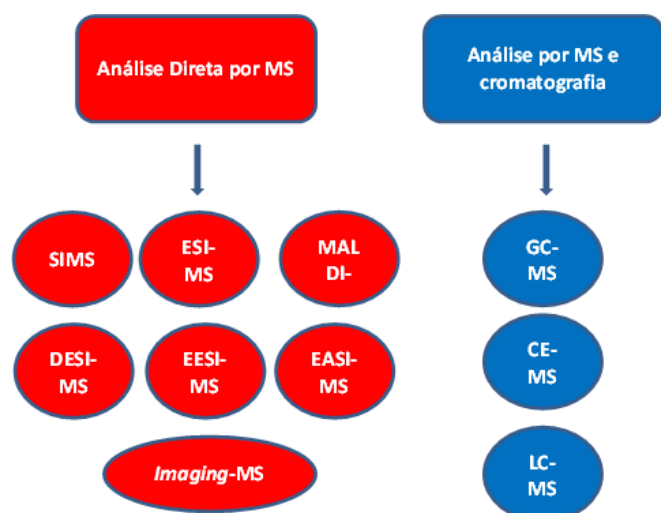 Análise Direta por MS
Análise por MS e
cromatografia
SIMS
ESI-
MS
MAL
DI-
GC-
MS
DESI-
MS
EESI-
MS
EASI-
MS
CE-
MS
Imaging-MS
LC-
MS